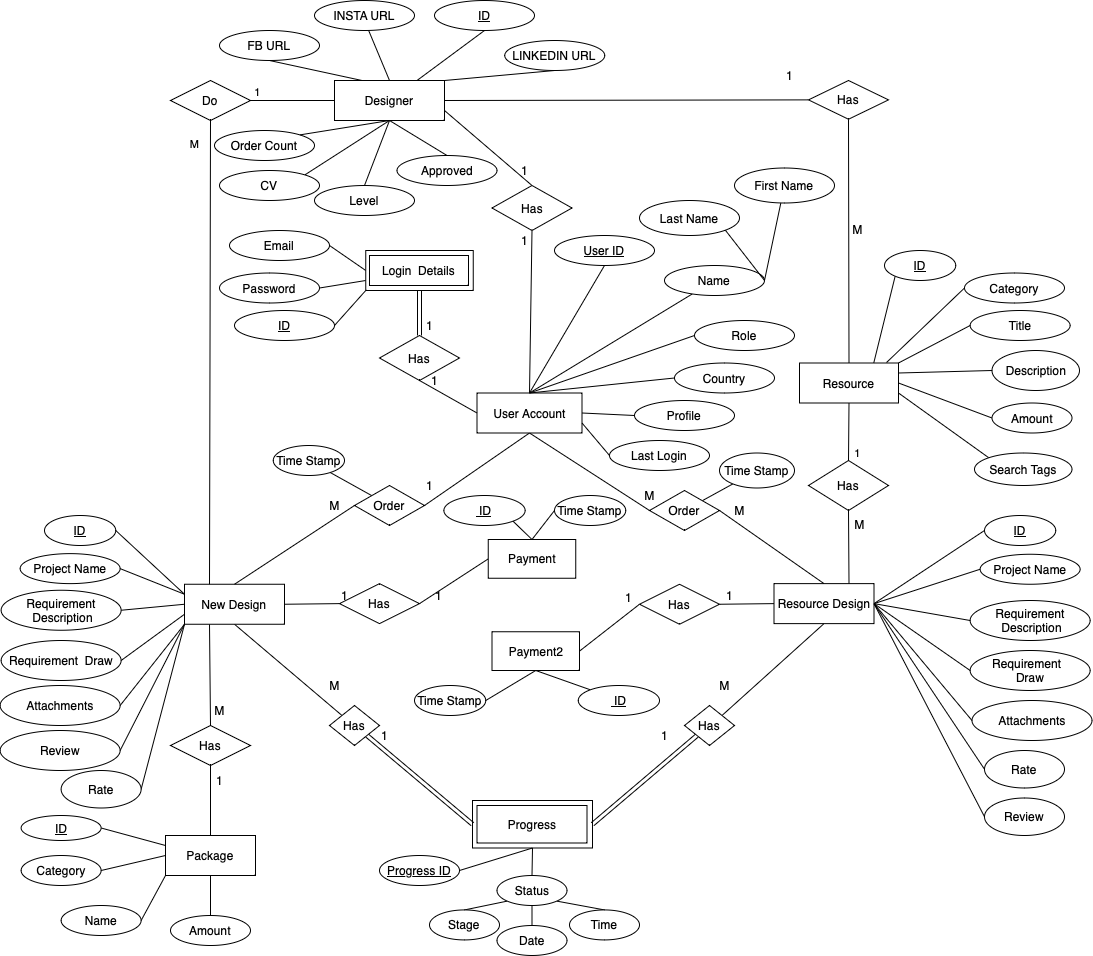 INSTA URL
ID
FB URL
LINKEDIN URL
Do
1
Designer
1
Has
M
Order Count
Approved
CV
Level
1
Has
1
First Name
Last Name
User ID
Name
M
Email
Login  Details
Password
ID
1
Has
1
Role
Country
User Account
Profile
Last Login
ID
Category
Title
Resource
Description
Amount
Search Tags
1
Has
M
Time Stamp
1
M
Order
Time Stamp
M
Order
M
ID
Time Stamp
Payment
ID
Project Name
Requirement
Description
New Design
1
Has
1
Requirement  Draw
Attachments
Review
Rate
1
Has
1
Resource Design
Payment2
Time Stamp
ID
ID
Project Name
Requirement
Description
Requirement
Draw
Attachments
Rate
Review
M
Has
1
M
Has
1
M
Has
1
ID
Category
Package
Name
Amount
Progress
Progress ID
Status
Stage
Date
Time